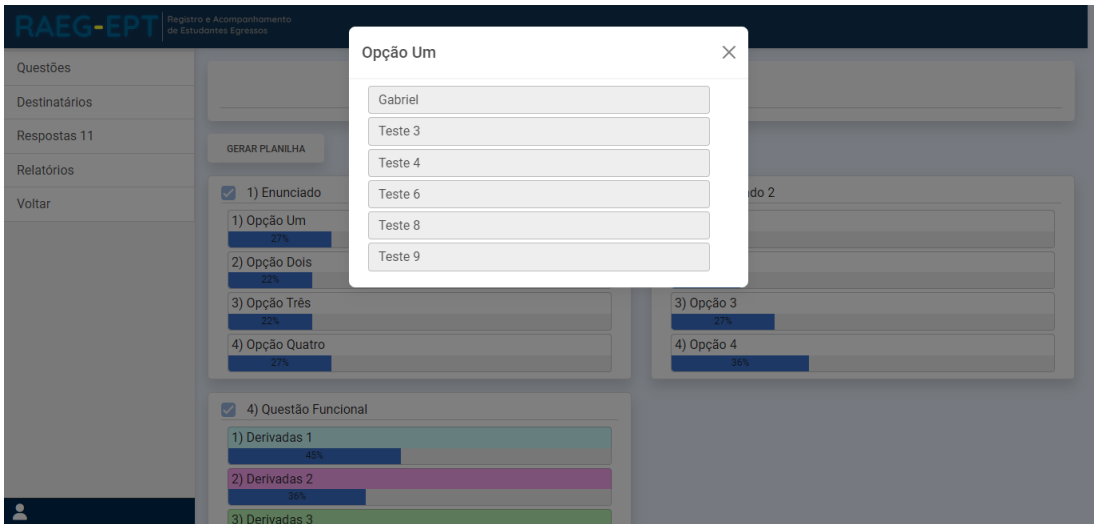 RAEG-EPT
Registro e Acompanhamento
de Estudantes Egressos
Questões
Destinatários
Respostas 11
Relatórios
Voltar
Opção Um
Gabriel
Teste 3
Teste 4
Teste 6
Teste 8
Teste 9
GERAR PLANILHA
1) Enunciado
1) Opção Um
27%
2) Opção Dois
22%
3) Opção Três
22%
4) Opção Quatro
27%
do 2
3) Opção 3
27%
4) Opção 4
36%
4) Questão Funcional
1) Derivadas 1
45%
2) Derivadas 2
36%
3) Derivadas 3